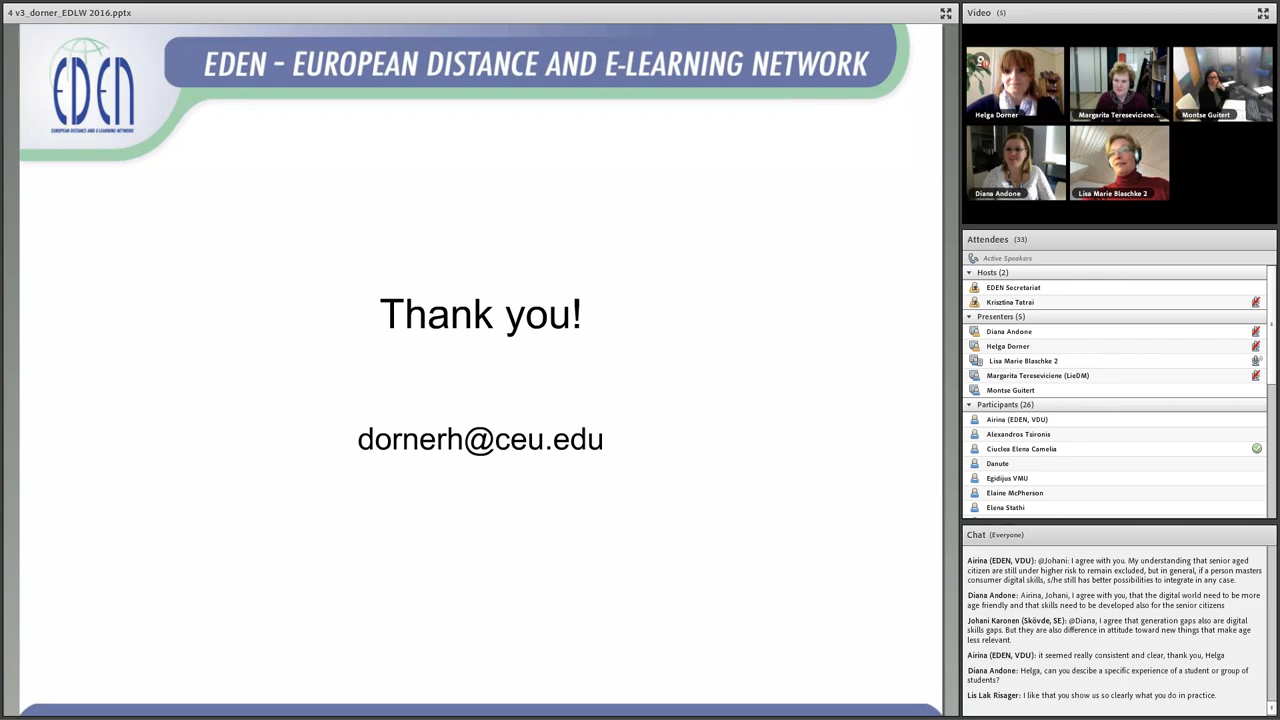 4 v3_dorner_EDLW 2016.pptx
EDEN
EUROPEAN DISTANCE AND E-LEARNING NETWORK
EDEN – EUROPEAN DISTANCE AND E-LEARNING NETWORK
Thank you!
dornerh@ceu.edu
Video (5)
Helga Dorner
Margarita Tereseviciene...
Montse Guitert
Diana Andone
Lisa Marie Blaschke 2
Attendees (33)
Active Speakers
Hosts (2)
EDEN Secretariat
Krisztina Tatrai
Presenters (5)
Diana Andone
Helga Dorner
Lisa Marie Blaschke 2
Margarita Tereseviciene (LieDM)
Montse Guitert
Participants (26)
Airina (EDEN, VDU)
Alexandros Tsironis
Ciuclea Elena Camelia
Danute
Egidijus VMU
Elaine McPherson
Elena Stathi
Chat (Everyone)
Airina (EDEN, VDU): @Johani: I agree with you. My understanding that senior aged
citizen are still under higher risk to remain excluded, but in general, if a person masters
consumer digital skills, s/he still has better possibilities to integrate in any case.
Diana Andone: Airina, Johani, I agree with you, that the digital world need to be more
age friendly and that skills need to be developed also for the senior citizens
Johani Karonen (Skövde, SE): @Diana, I agree that generation gaps also are digital
skills gaps. But they are also difference in attitude toward new things that make age
less relevant.
Airina (EDEN, VDU): it seemed really consistent and clear, thank you, Helga
Diana Andone: Helga, can you descibe a specific experience of a student or group of
students?
Lis Lak Risager: I like that you show us so clearly what you do in practice.